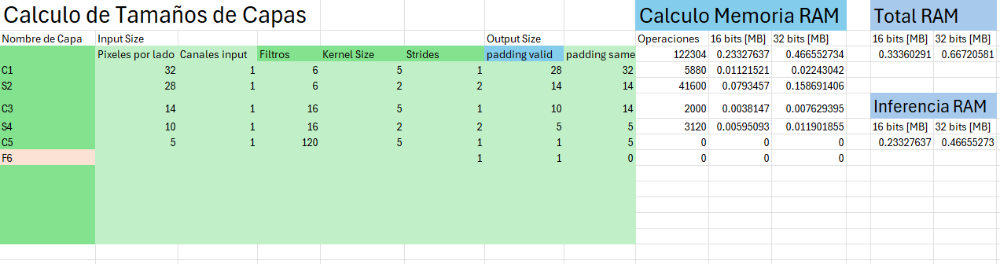 Calculo de Tamaños de Capas Calculo Memoria RAM Total RAM
Nombre de Capa Input Size Output Size Operaciones 16 bits [MB] 32 bits [MB] 16 bits [MB] 32 bits [MB]
Pixeles por lado Canales input Filtros Kernel Size Strides padding valid padding same 122304 0.23327637 0.466552734 0.33360291 0.66720581
C1 32 1 6 5 1 28 32 5880 0.01121521 0.02243042
S2 28 1 6 2 2 14 14 41600 0.0793457 0.158691406
C3 14 1 16 5 1 10 14 2000 0.0038147 0.007629395 Inferencia RAM
S4 10 1 16 2 2 5 5 3120 0.00595093 0.011901855 16 bits [MB] 32 bits [MB]
C5 5 1 120 5 1 1 5 0 0 0 0.23327637 0.46655273
F6 1 1 0 0 0 0